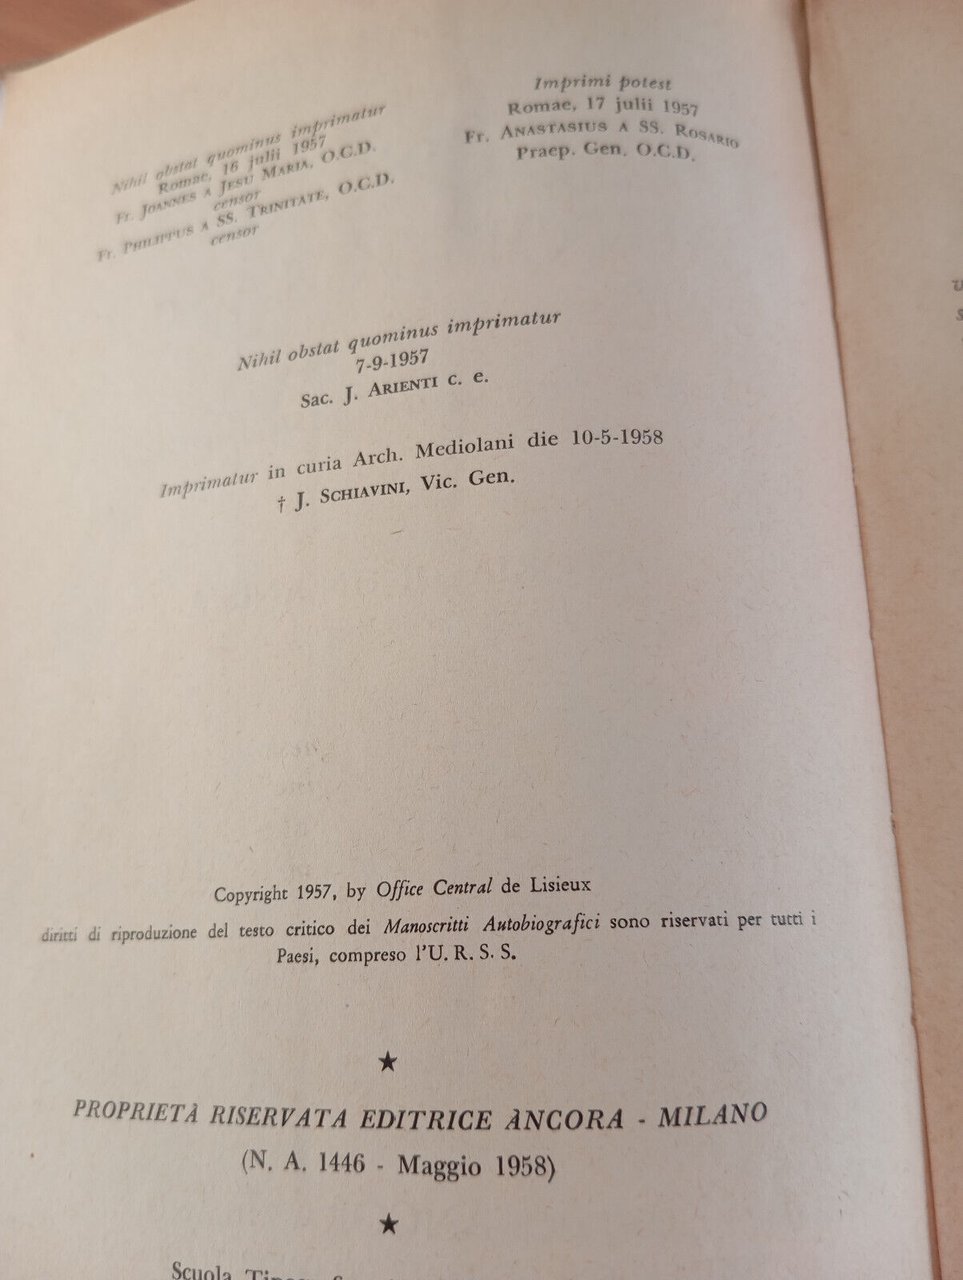 Nihil obstat quominus imprimatur
Romae, 16 julii 1957
Fr. Joannes a Jesu Maria, O.C.D.
censor
Fr. Philippus a SS. Trinitate, O.C.D.
censor
Imprimi potest
Romae, 17 julii 1957
Fr. Anastasius a SS. Rosario
Praep. Gen. O.C.D.
Nihil obstat quominus imprimatur
7-9-1957
Sac. J. Arienti c. e.
Imprimatur in curia Arch. Mediolani die 10-5-1958
† J. Schiavini, Vic. Gen.
Copyright 1957, by Office Central de Lisieux
diritti di riproduzione del testo critico dei Manoscritti Autobiografici sono riservati per tutti i
Paesi, compreso l'U. R. S. S.
★
PROPRIETÀ RISERVATA EDITRICE ÀNCORA - MILANO
(N. A. 1446 - Maggio 1958)
★
Scuola